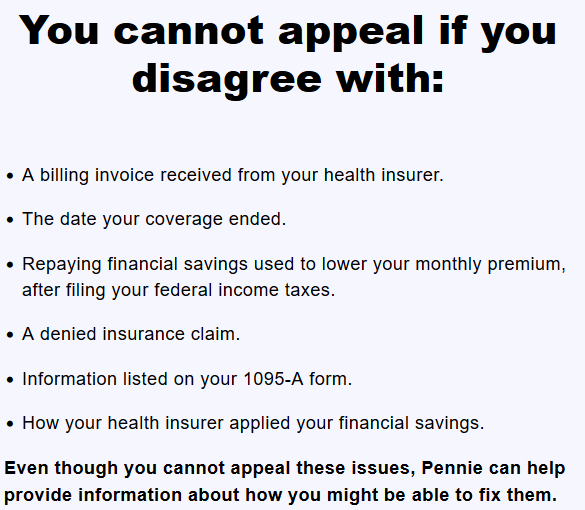 You cannot appeal if you
disagree with:
• A billing invoice received from your health insurer.
• The date your coverage ended.
• Repaying financial savings used to lower your monthly premium,
after filing your federal income taxes.
• A denied insurance claim.
• Information listed on your 1095-A form.
• How your health insurer applied your financial savings.
Even though you cannot appeal these issues, Pennie can help
provide information about how you might be able to fix them.